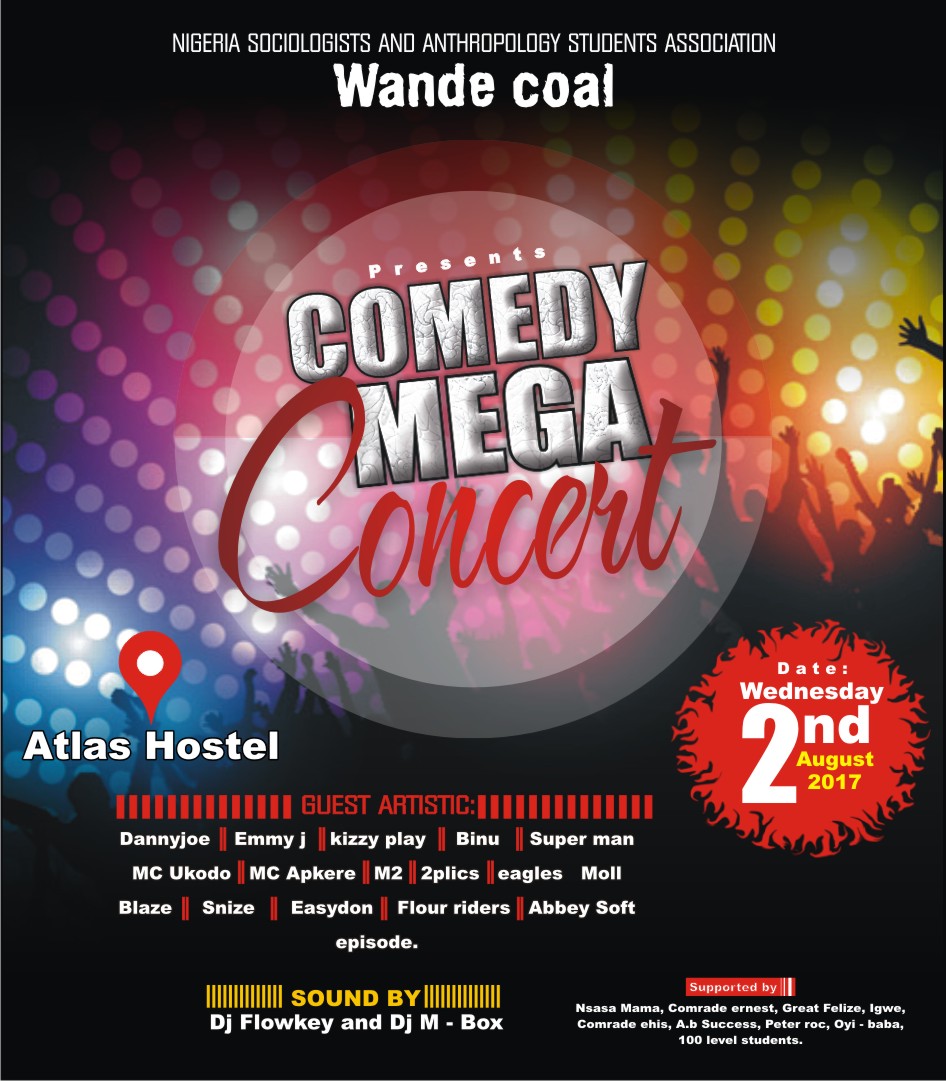 NIGERIA SOCIOLOGISTS AND ANTHROPOLOGY STUDENTS ASSOCIATION
Wande coal
Presents
COMEDY
MEGA
Concert
Atlas Hostel
Date:
Wednesday
2nd
August
2017
GUEST ARTISTIC:
Dannyjoe || Emmy j || kizzy play || Binu || Super man
MC Ukodo || MC Apkere || M2 || 2plics || eagles Moll
Blaze || Snize || Easydon || Flour riders || Abbey Soft
episode.
SOUND BY
Dj Flowkey and Dj M - Box
Supported by
Nsasa Mama, Comrade ernest, Great Felize, Igwe,
Comrade ehis, A.b Success, Peter roc, Oyi - baba,
100 level students.